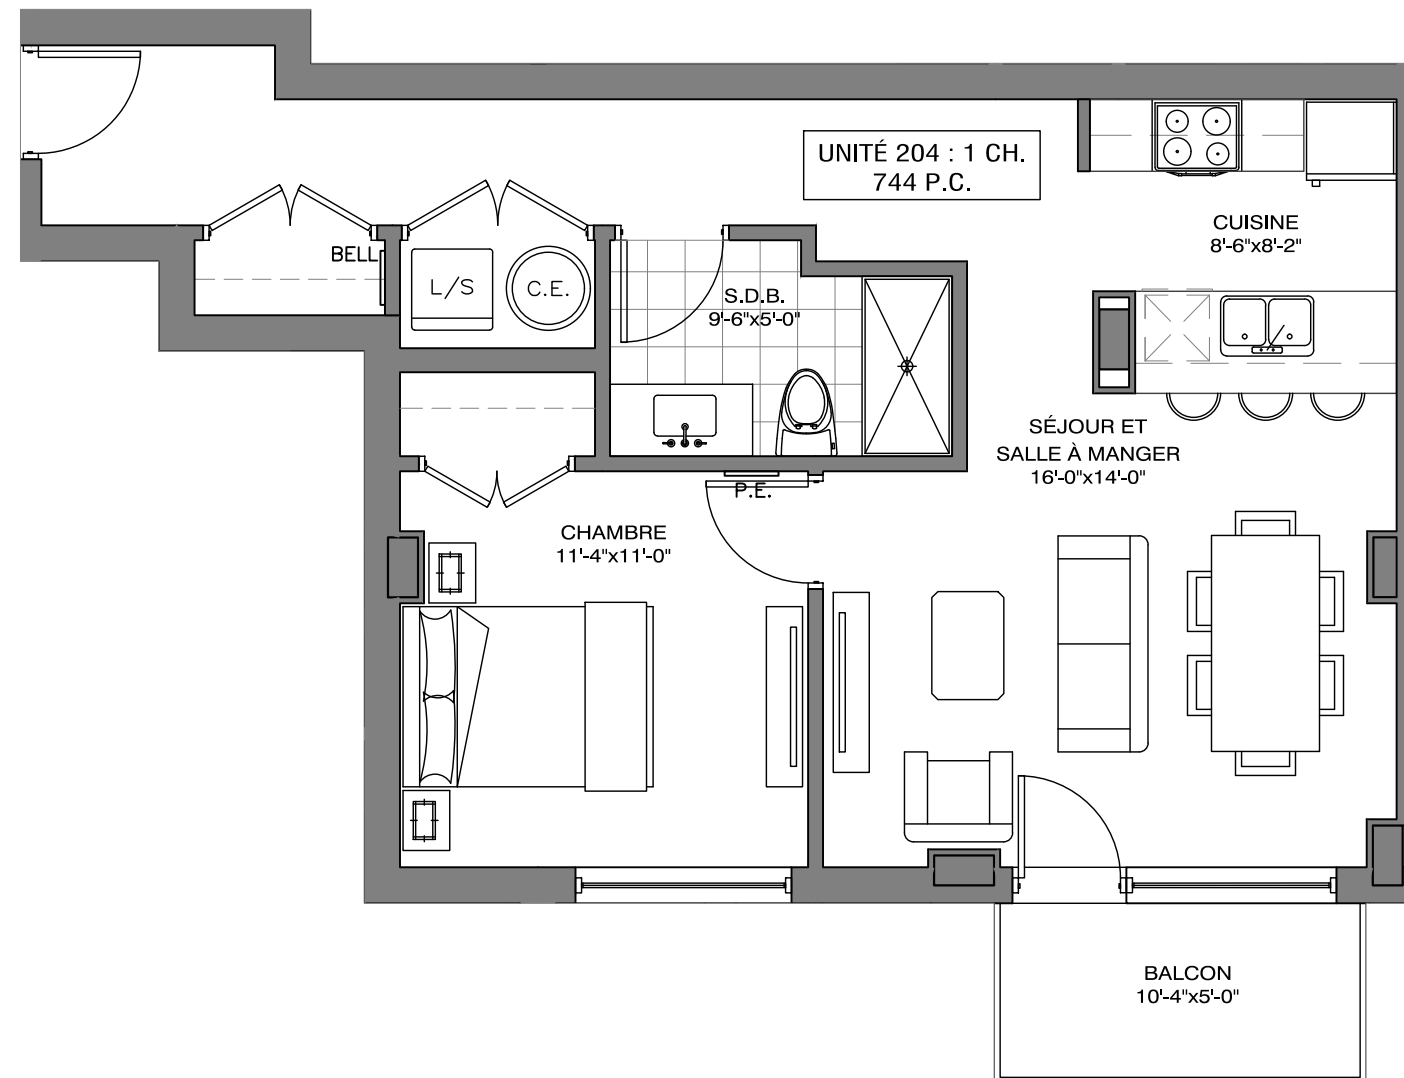 UNITÉ 204 : 1 CH.
744 P.C.
CUISINE
8'-6"x8'-2"
BELL
L/S
C.E.
S.D.B.
9'-6"x5'-0"
SÉJOUR ET
SALLE À MANGER
16'-0"x14'-0"
P.E.
CHAMBRE
11'-4"x11'-0"
BALCON
10'-4"x5'-0"